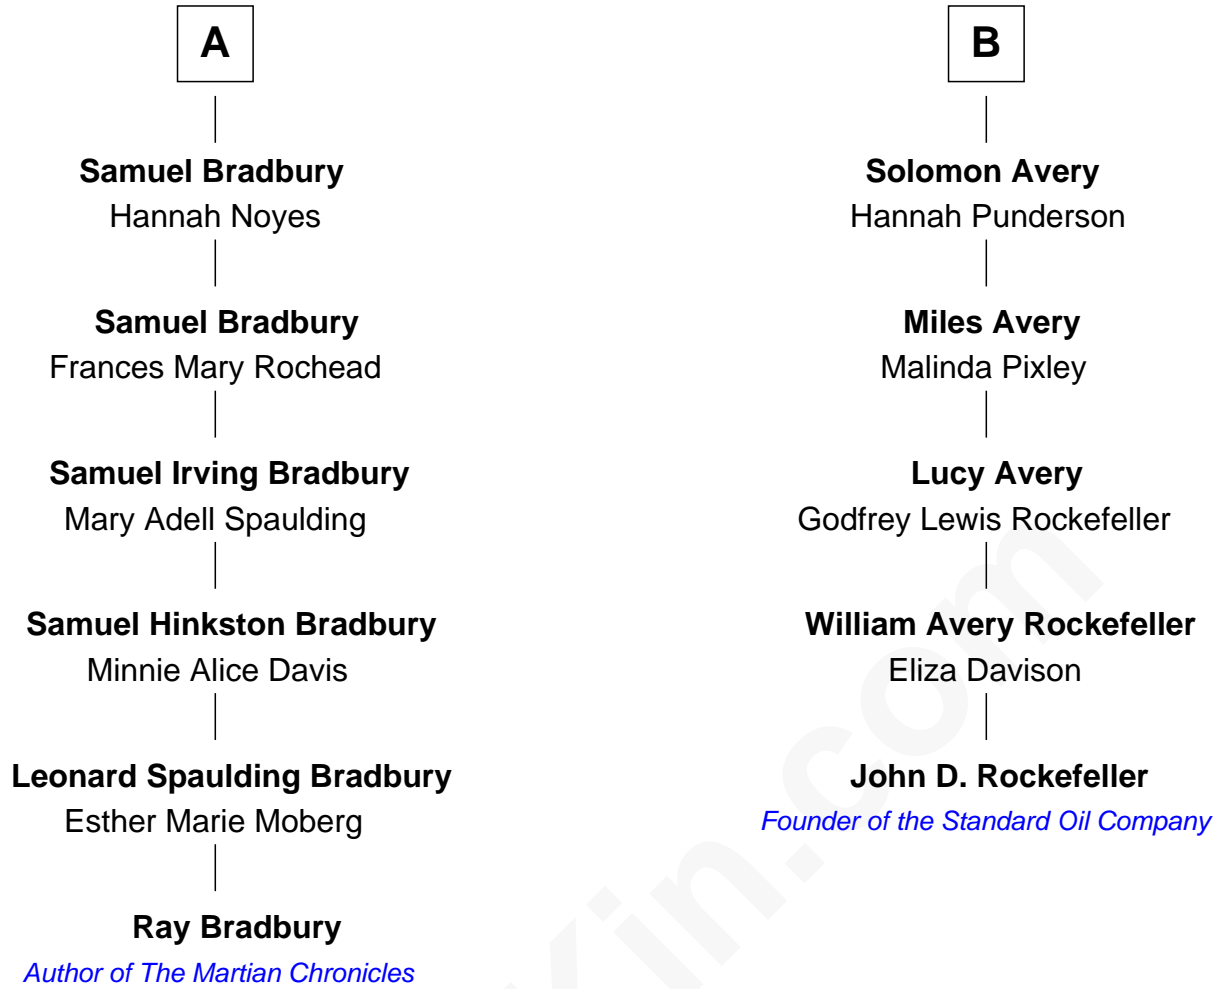 A
Samuel Bradbury
Hannah Noyes
Samuel Bradbury
Frances Mary Rochead
Samuel Irving Bradbury
Mary Adell Spaulding
Samuel Hinkston Bradbury
Minnie Alice Davis
Leonard Spaulding Bradbury
Esther Marie Moberg
Ray Bradbury
Author of The Martian Chronicles
B
Solomon Avery
Hannah Punderson
Miles Avery
Malinda Pixley
Lucy Avery
Godfrey Lewis Rockefeller
William Avery Rockefeller
Eliza Davison
John D. Rockefeller
Founder of the Standard Oil Company
Kin.com